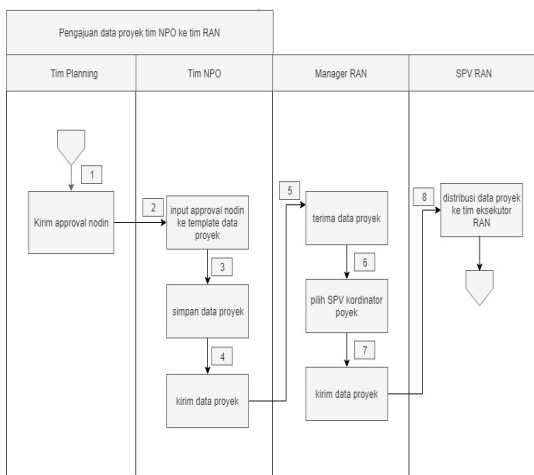 Pengajuan data proyek tim NPO ke tim RAN
Tim Planning
Tim NPO
Manager RAN
SPV RAN
1
Kirim approval nodin
2
input approval nodin
ke template data
proyek
3
simpan data proyek
4
kirim data proyek
5
terima data proyek
6
pilih SPV kordinator
poyek
7
kirim data proyek
8
distribusi data proyek
ke tim eksekutor
RAN